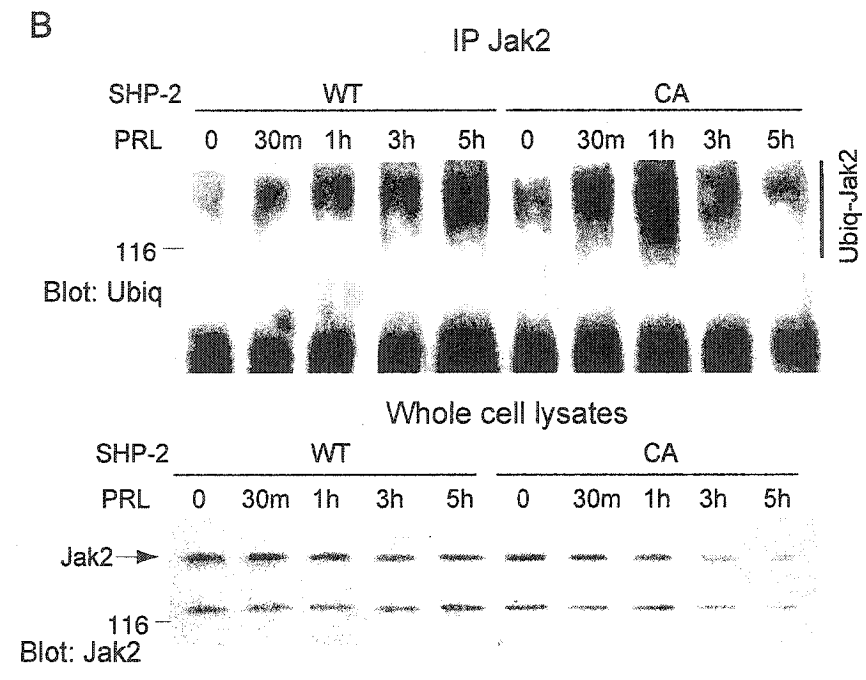 B
IP Jak2
SHP-2 WT CA
PRL 0 30m 1h 3h 5h 0 30m 1h 3h 5h
Ubiq-Jak2
116
Blot: Ubiq
Whole cell lysates
SHP-2 WT CA
PRL 0 30m 1h 3h 5h 0 30m 1h 3h 5h
Jak2
116
Blot: Jak2